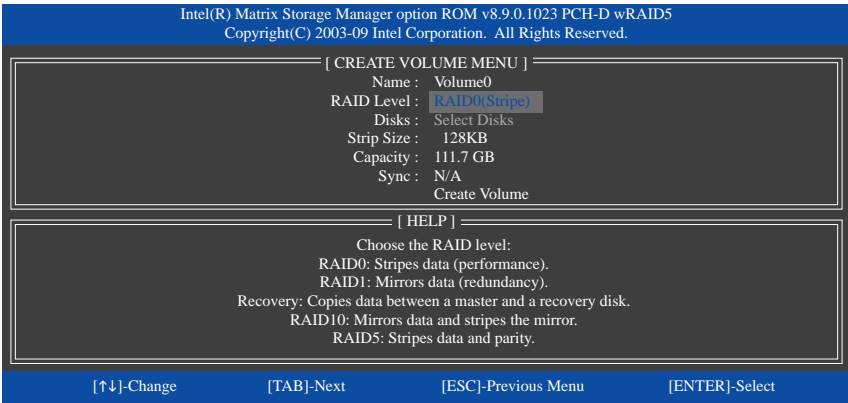 Intel(R) Matrix Storage Manager option ROM v8.9.0.1023 PCH-D wRAID5
Copyright(C) 2003-09 Intel Corporation. All Rights Reserved.
[ CREATE VOLUME MENU ]
Name : Volume0
RAID Level : RAID0(Stripe)
Disks : Select Disks
Strip Size : 128KB
Capacity : 111.7 GB
Sync : N/A
Create Volume
[ HELP ]
Choose the RAID level:
RAID0: Stripes data (performance).
RAID1: Mirrors data (redundancy).
Recovery: Copies data between a master and a recovery disk.
RAID10: Mirrors data and stripes the mirror.
RAID5: Stripes data and parity.
[↑↓]-Change [TAB]-Next [ESC]-Previous Menu [ENTER]-Select